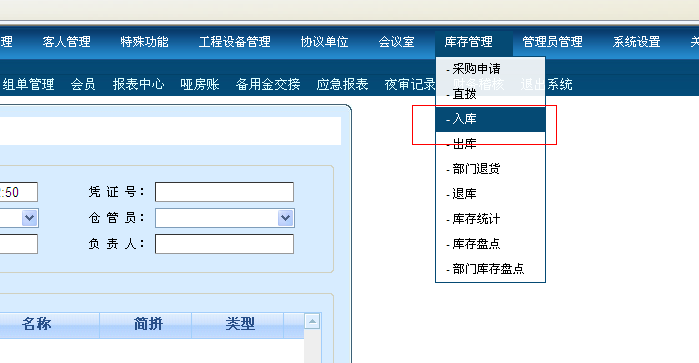 理 客人管理 特殊功能 工程设备管理 协议单位 会议室 库存管理 管理员管理 系统设置 关
组单管理 会员 报表中心 哑房账 备用金交接 应急报表 夜审记录 退出系统
- 采购申请
- 直拨
- 入库
- 出库
- 部门退货
- 退库
- 库存统计
- 库存盘点
- 部门库存盘点
:50 凭 证 号：
仓 管 员：
负 责 人：
名称 简拼 类型